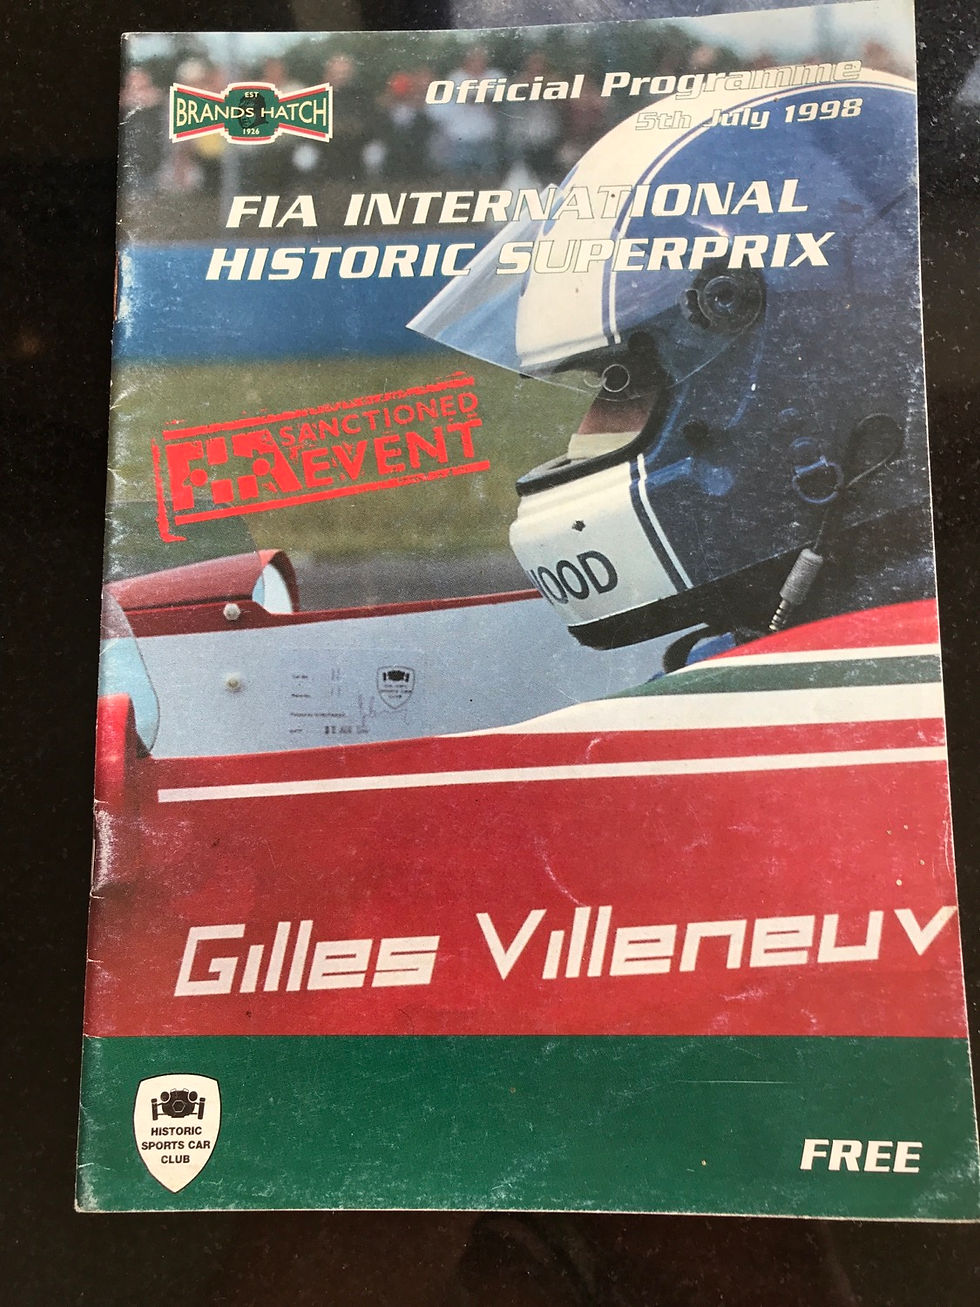 EST
BRANDS HATCH
1926
Official Programme
5th July 1998
FIA INTERNATIONAL
HISTORIC SUPERPRIX
SANCTIONED
EVENT
OOD
Gilles Villeneuv
HISTORIC
SPORTS CAR
CLUB
FREE